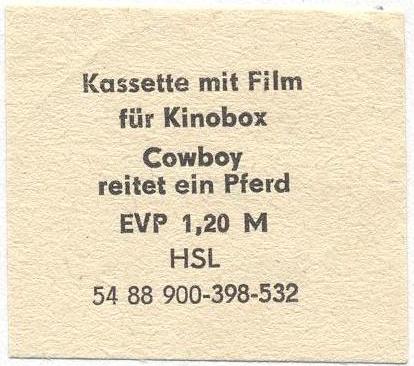 Kassette mit Film
für Kinobox
Cowboy
reitet ein Pferd
EVP 1,20 M
HSL
54 88 900-398-532